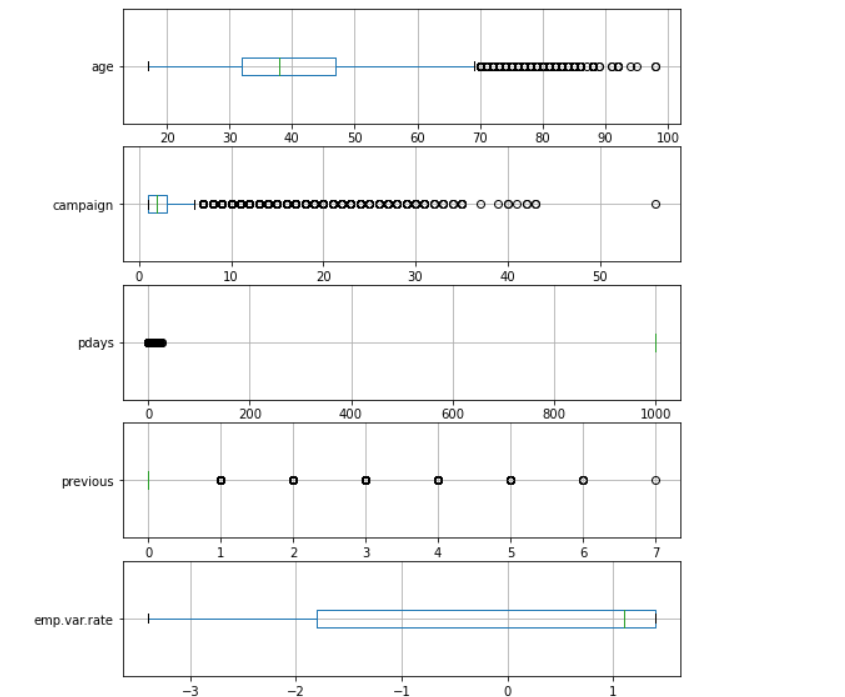 age
20 30 40 50 60 70 80 90 100
campaign
0 10 20 30 40 50
pdays
0 200 400 600 800 1000
previous
0 1 2 3 4 5 6 7
emp.var.rate
−3 −2 −1 0 1